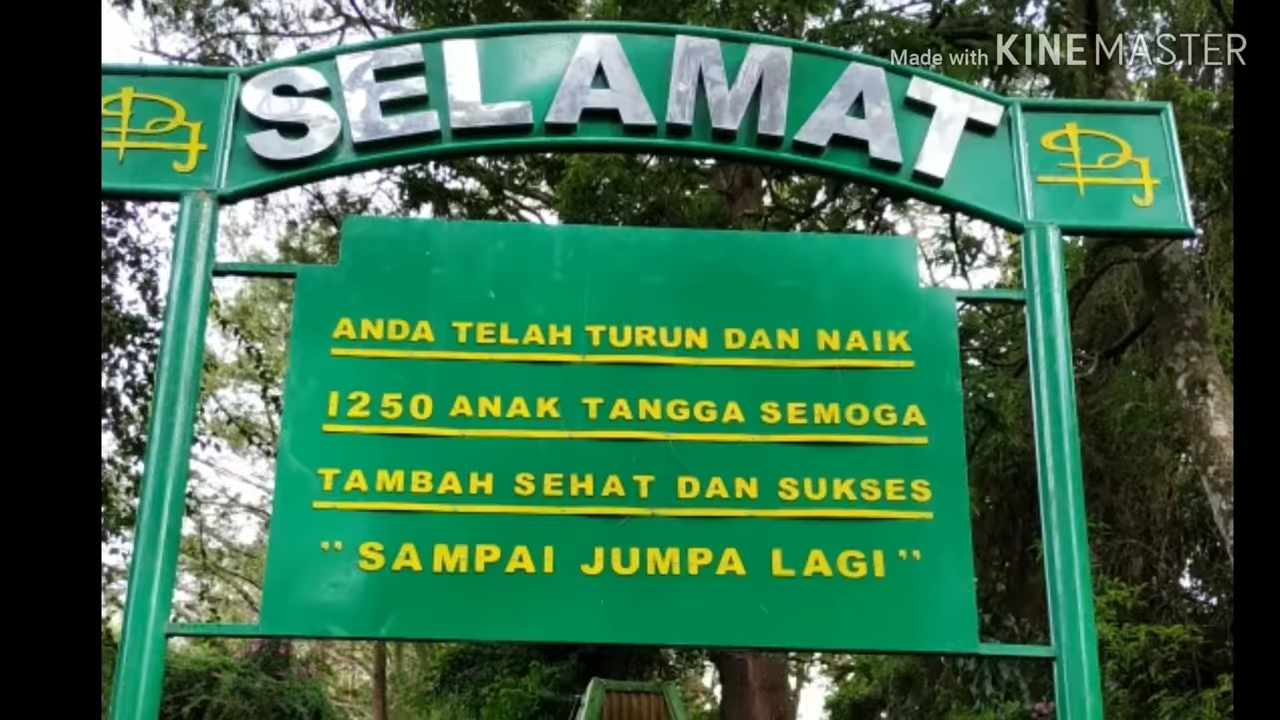 Made with KINEMASTER
SELAMAT
ANDA TELAH TURUN DAN NAIK
1250 ANAK TANGGA SEMOGA
TAMBAH SEHAT DAN SUKSES
" SAMPAI JUMPA LAGI "